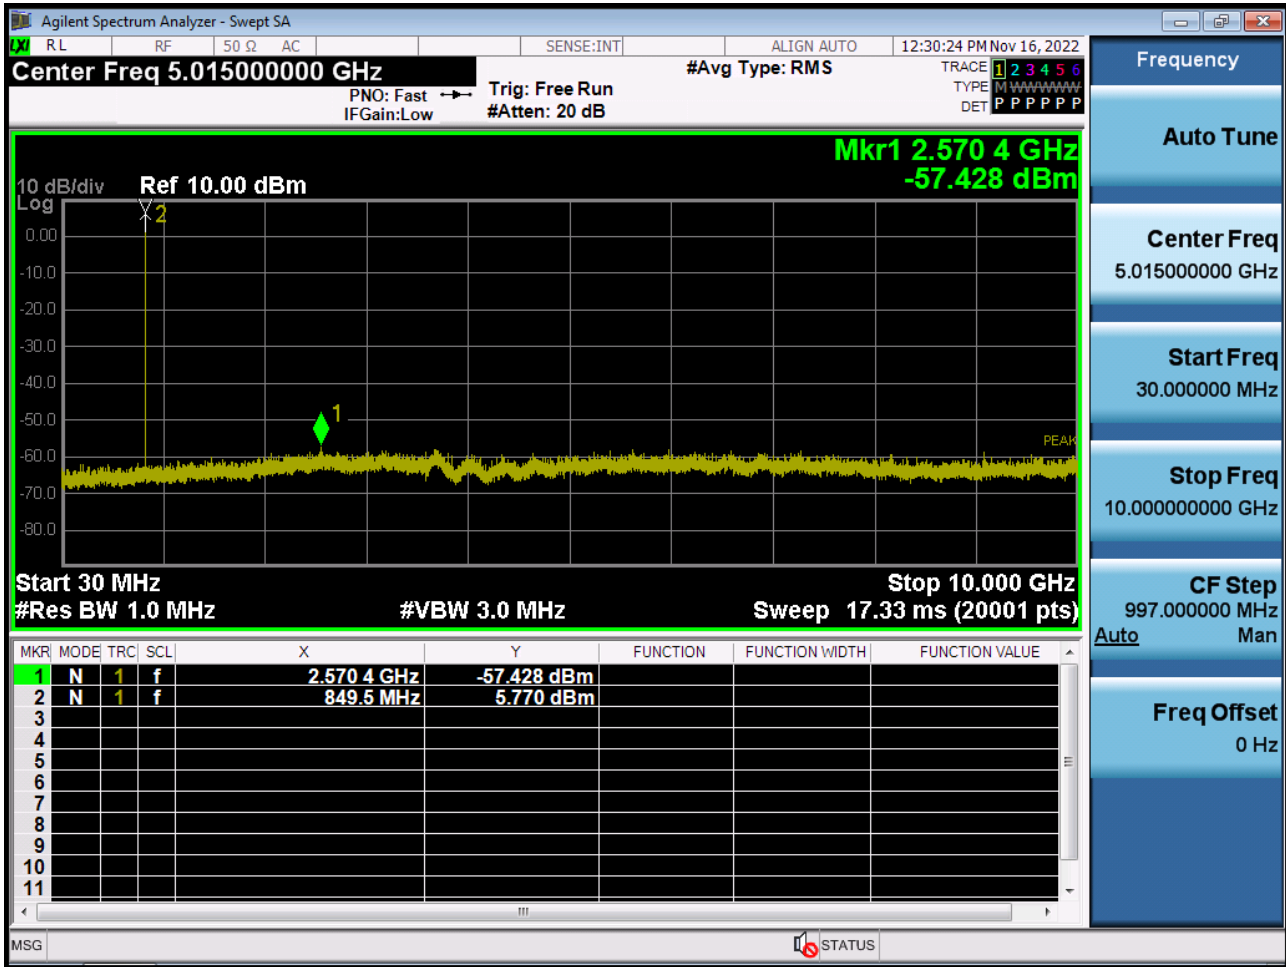 Agilent Spectrum Analyzer - Swept SA
LXI RL RF 50 Ω AC SENSE:INT ALIGN AUTO 12:30:24 PM Nov 16, 2022
Center Freq 5.015000000 GHz
PNO: Fast
IFGain:Low
Trig: Free Run
#Atten: 20 dB
#Avg Type: RMS
TRACE 1 2 3 4 5 6
TYPE M WWWWW
DET P P P P P P
Mkr1 2.570 4 GHz
-57.428 dBm
10 dB/div Ref 10.00 dBm
Log
2
0.00
-10.0
-20.0
-30.0
-40.0
-50.0
1
PEAK
-60.0
-70.0
-80.0
Start 30 MHz Stop 10.000 GHz
#Res BW 1.0 MHz #VBW 3.0 MHz Sweep 17.33 ms (20001 pts)
MKR MODE TRC SCL X Y FUNCTION FUNCTION WIDTH FUNCTION VALUE
1 N 1 f 2.570 4 GHz -57.428 dBm
2 N 1 f 849.5 MHz 5.770 dBm
3
4
5
6
7
8
9
10
11
MSG STATUS
Frequency
Auto Tune
Center Freq
5.015000000 GHz
Start Freq
30.000000 MHz
Stop Freq
10.000000000 GHz
CF Step
997.000000 MHz
Auto Man
Freq Offset
0 Hz